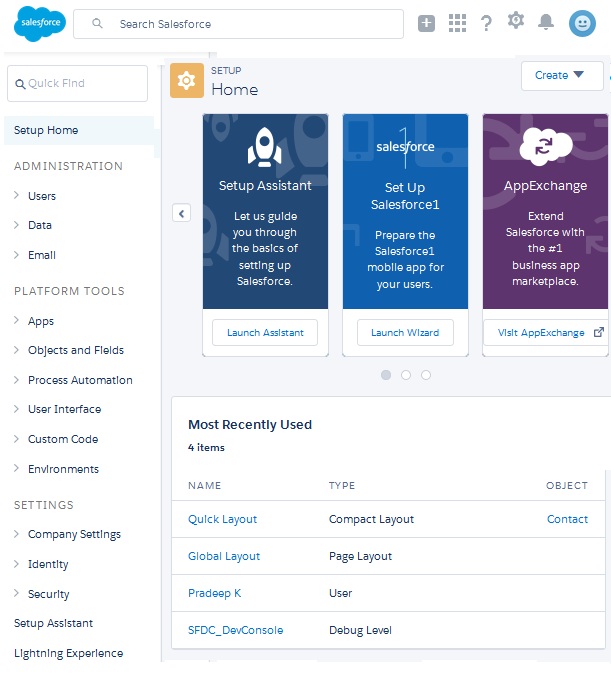 salesforce
Search Salesforce
?
Quick Find
Setup Home
ADMINISTRATION
Users
Data
Email
PLATFORM TOOLS
Apps
Objects and Fields
Process Automation
User Interface
Custom Code
Environments
SETTINGS
Company Settings
Identity
Security
Setup Assistant
Lightning Experience
SETUP
Home
Create
Setup Assistant
Let us guide
you through
the basics of
setting up
Salesforce.
Launch Assistant
salesforce1
Set Up
Salesforce1
Prepare the
Salesforce1
mobile app for
your users.
Launch Wizard
AppExchange
Extend
Salesforce with
the #1
business app
marketplace.
Visit AppExchange
Most Recently Used
4 items
NAME TYPE OBJECT
Quick Layout Compact Layout Contact
Global Layout Page Layout
Pradeep K User
SFDC_DevConsole Debug Level